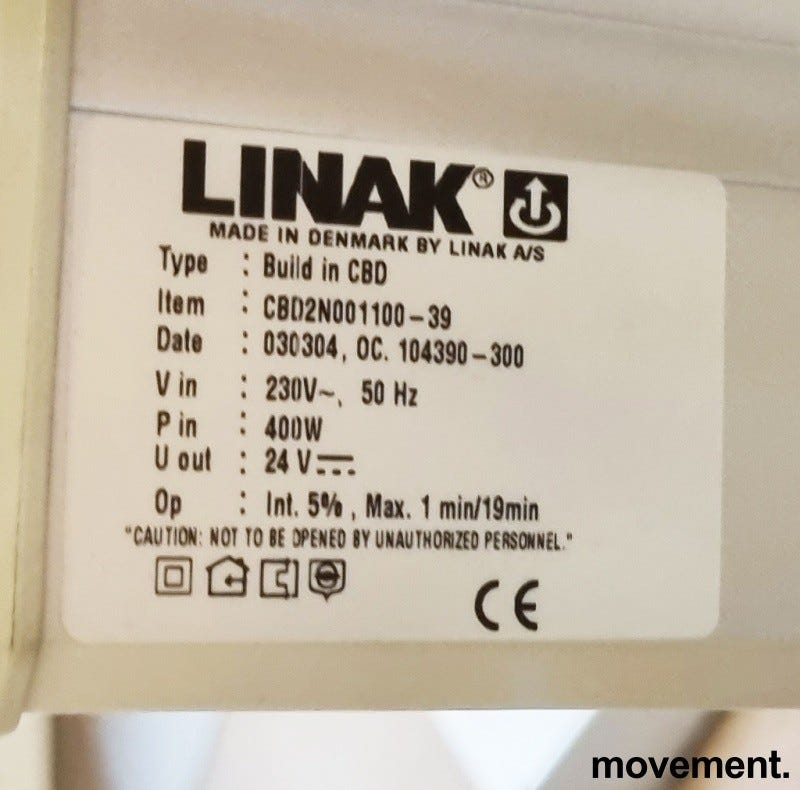 LINAK®
MADE IN DENMARK BY LINAK A/S
Type : Build in CBD
Item : CBD2N001100-39
Date : 030304, OC. 104390-300
V in : 230V~, 50 Hz
P in : 400W
U out : 24 V⎓
Op : Int. 5%, Max. 1 min/19min
"CAUTION: NOT TO BE OPENED BY UNAUTHORIZED PERSONNEL."
CE
movement.